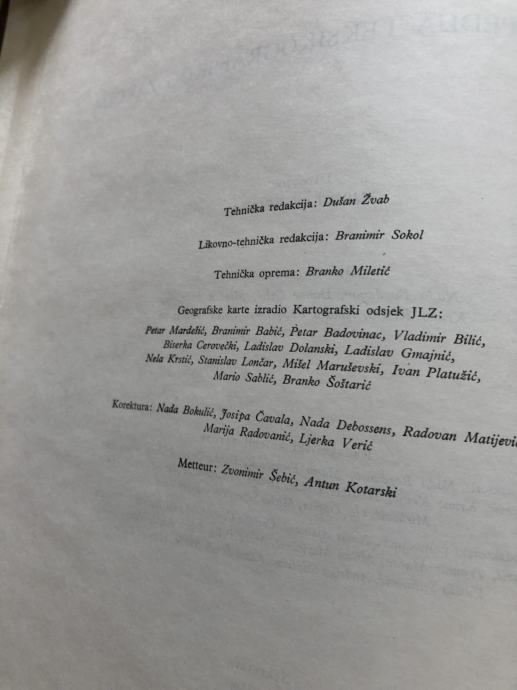 Tehnička redakcija: Dušan Žvab
Likovno-tehnička redakcija: Branimir Sokol
Tehnička oprema: Branko Miletić
Geografske karte izradio Kartografski odsjek JLZ:
Petar Mardelić, Branimir Babić, Petar Badovinac, Vladimir Bilić,
Biserka Cerovečki, Ladislav Dolanski, Ladislav Gmajnić,
Nela Krstić, Stanislav Lončar, Mišel Maruševski, Ivan Platužić,
Mario Sablić, Branko Šoštarić
Korektura: Nada Bokulić, Josipa Čavala, Nada Debossens, Radovan
Marija Radovanić, Ljerka Verić
Metteur: Zvonimir Šebić, Antun Kotarski